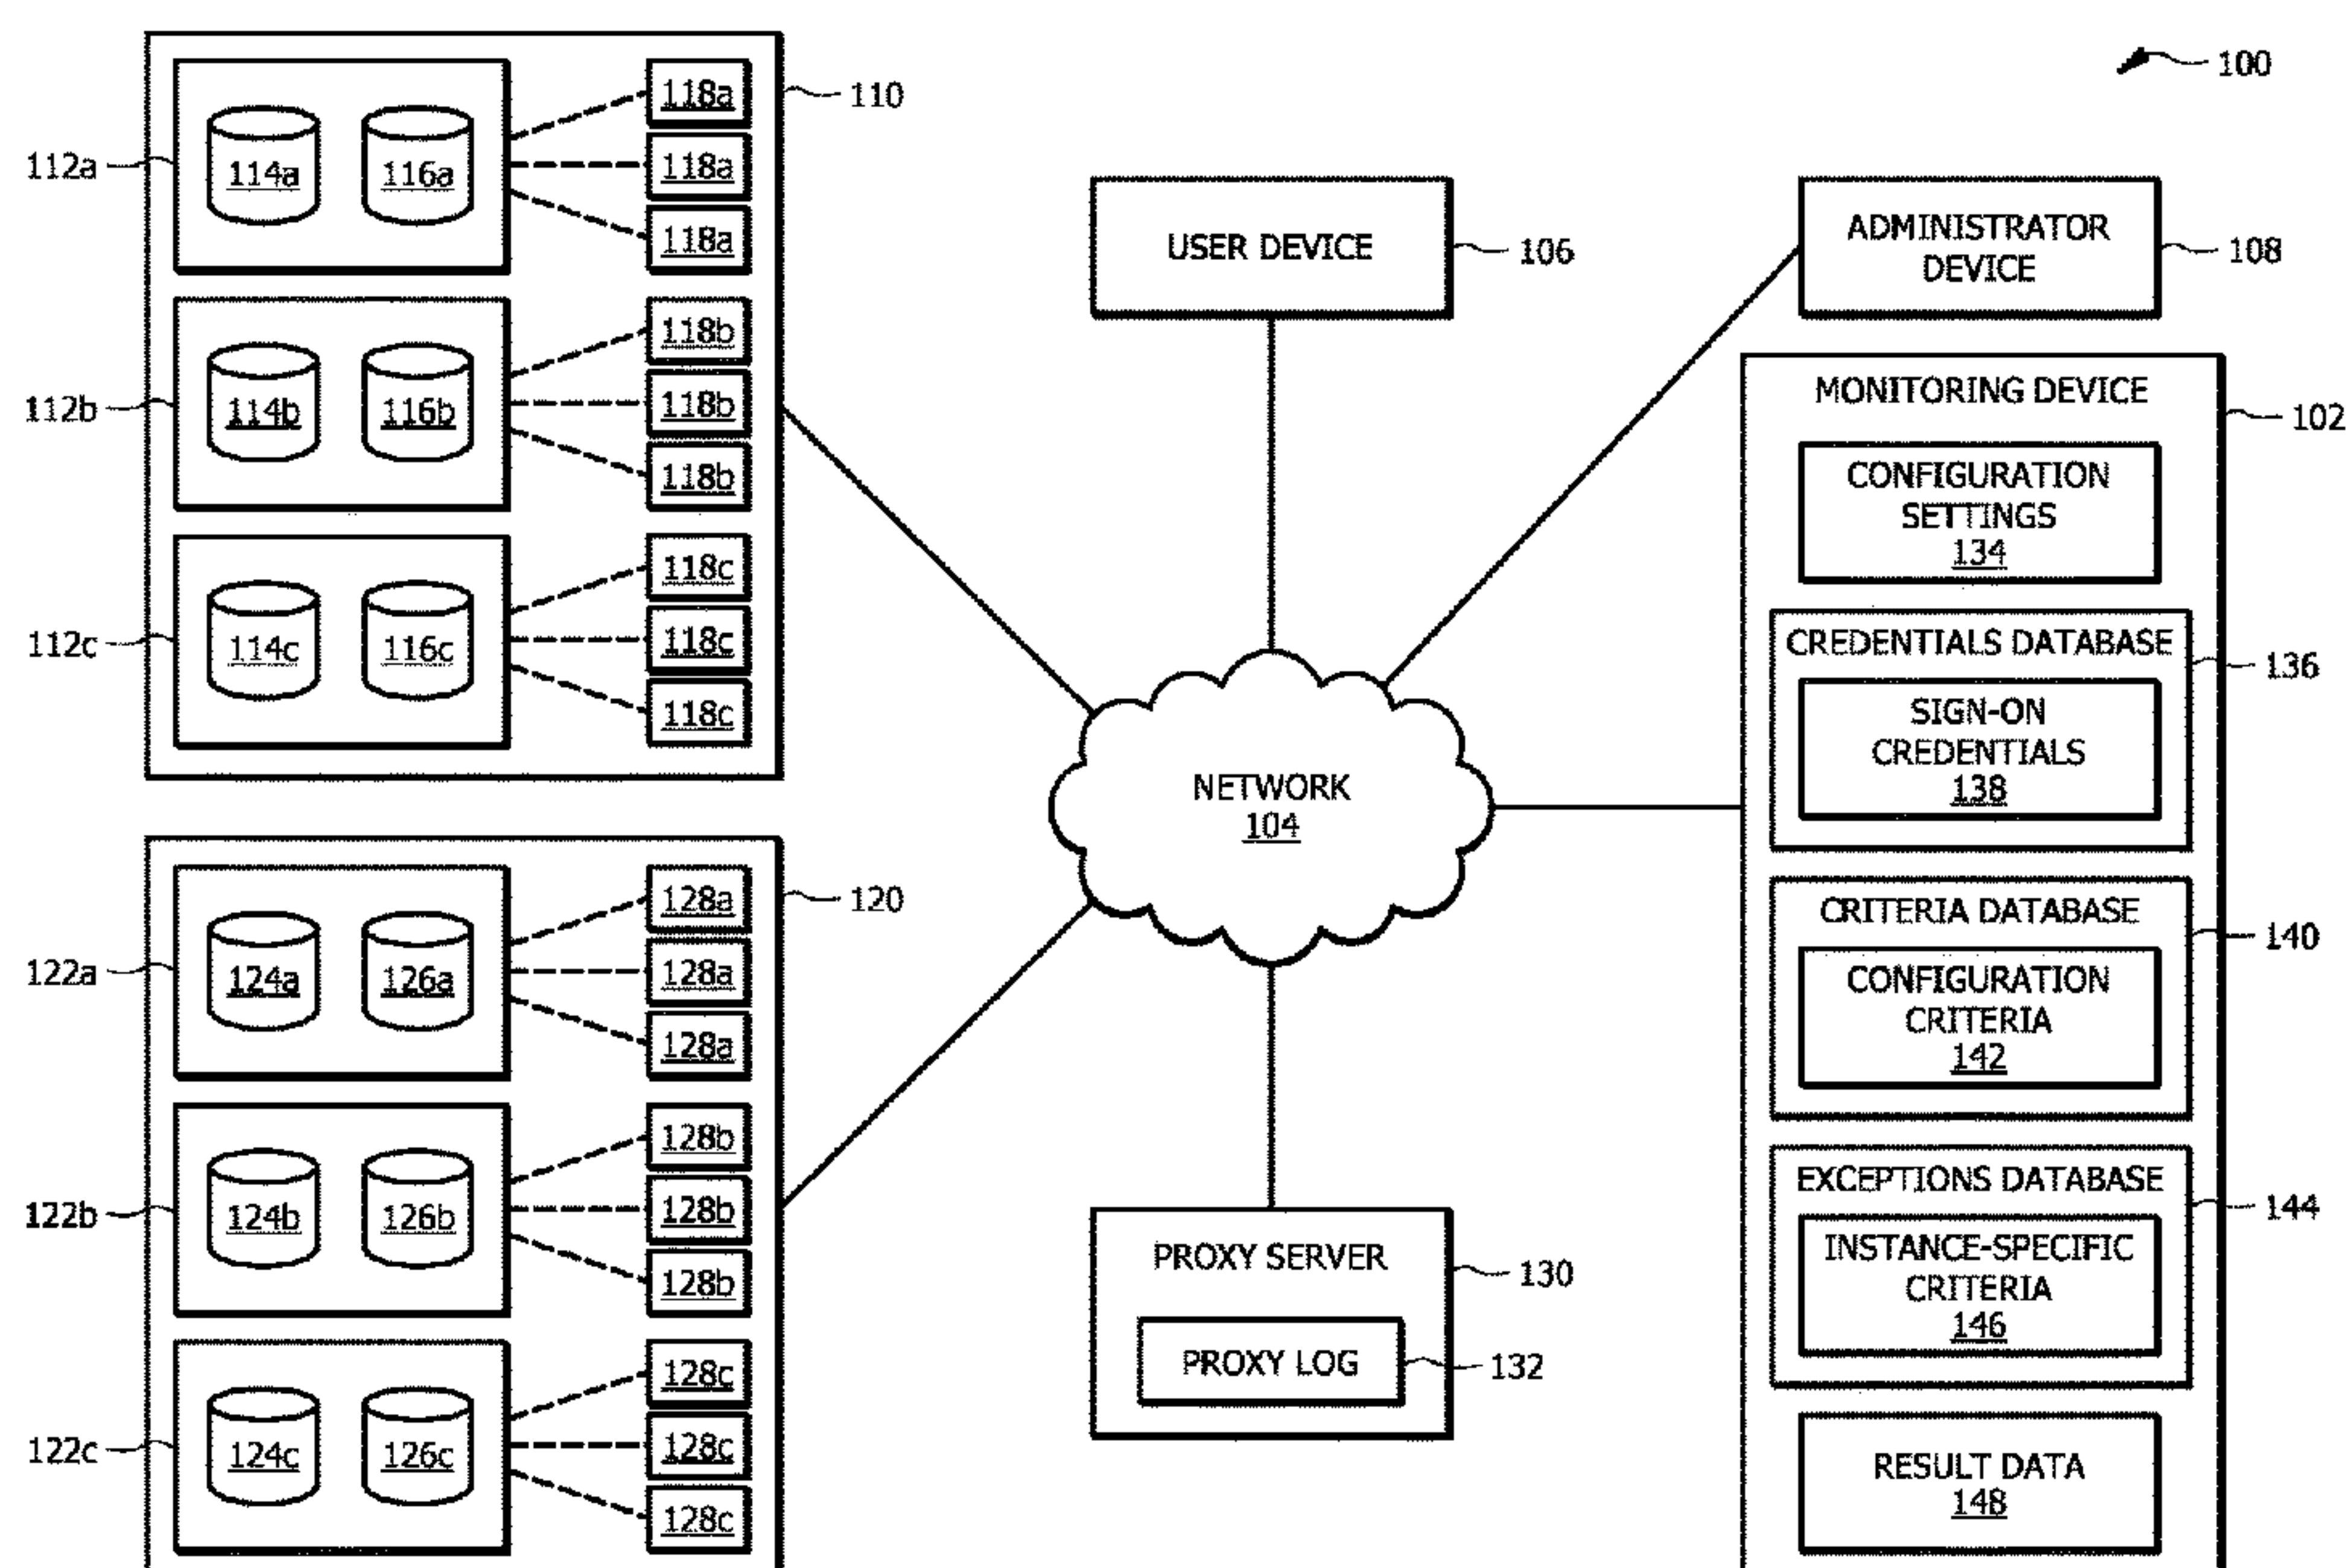 100
110
118a
118a
118a
112a
114a
116a
118b
118b
118b
112b
114b
116b
118c
118c
118c
112c
114c
116c
120
128a
128a
128a
122a
124a
126a
128b
128b
128b
122b
124b
126b
128c
128c
128c
122c
124c
126c
USER DEVICE
106
ADMINISTRATOR
DEVICE
108
NETWORK
104
PROXY SERVER
130
PROXY LOG
132
MONITORING DEVICE
102
CONFIGURATION
SETTINGS
134
CREDENTIALS DATABASE
136
SIGN-ON
CREDENTIALS
138
CRITERIA DATABASE
140
CONFIGURATION
CRITERIA
142
EXCEPTIONS DATABASE
144
INSTANCE-SPECIFIC
CRITERIA
146
RESULT DATA
148